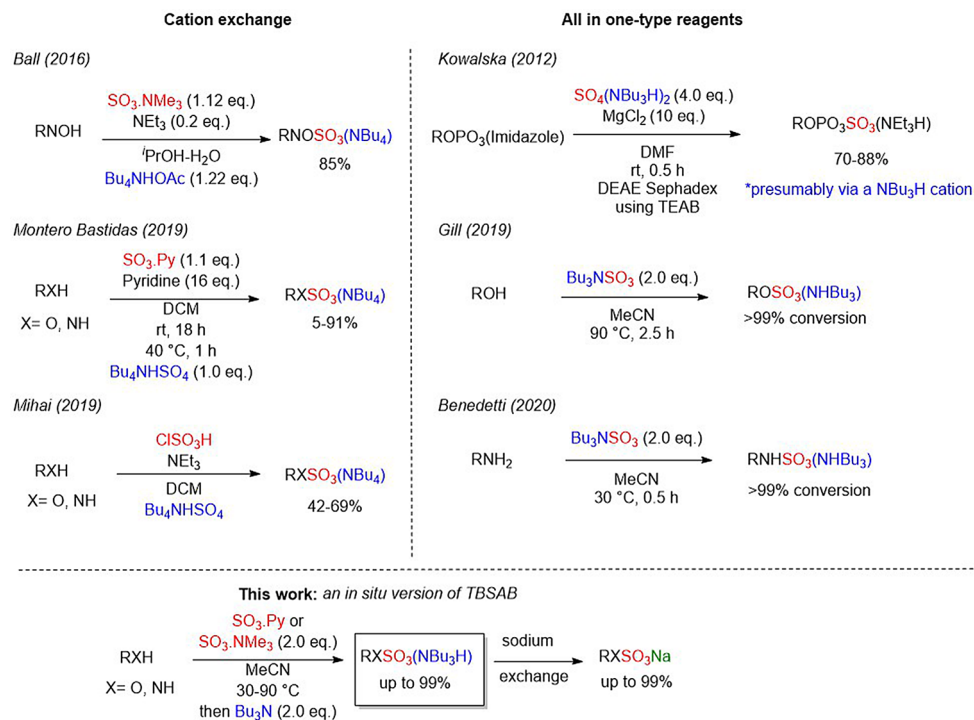 Cation exchange
Ball (2016)
RNOH
SO₃.NMe₃ (1.12 eq.)
NEt₃ (0.2 eq.)
ⁱPrOH-H₂O
Bu₄NHOAc (1.22 eq.)
RNOSO₃(NBu₄)
85%
Montero Bastidas (2019)
RXH
X= O, NH
SO₃.Py (1.1 eq.)
Pyridine (16 eq.)
DCM
rt, 18 h
40 °C, 1 h
Bu₄NHSO₄ (1.0 eq.)
RXSO₃(NBu₄)
5-91%
Mihai (2019)
RXH
X= O, NH
ClSO₃H
NEt₃
DCM
Bu₄NHSO₄
RXSO₃(NBu₄)
42-69%
All in one-type reagents
Kowalska (2012)
ROPO₃(Imidazole)
SO₄(NBu₃H)₂ (4.0 eq.)
MgCl₂ (10 eq.)
DMF
rt, 0.5 h
DEAE Sephadex
using TEAB
ROPO₃SO₃(NEt₃H)
70-88%
*presumably via a NBu₃H cation
Gill (2019)
ROH
Bu₃NSO₃ (2.0 eq.)
MeCN
90 °C, 2.5 h
ROSO₃(NHBu₃)
>99% conversion
Benedetti (2020)
RNH₂
Bu₃NSO₃ (2.0 eq.)
MeCN
30 °C, 0.5 h
RNHSO₃(NHBu₃)
>99% conversion
This work: an in situ version of TBSAB
RXH
X= O, NH
SO₃.Py or
SO₃.NMe₃ (2.0 eq.)
MeCN
30-90 °C
then Bu₃N (2.0 eq.)
RXSO₃(NBu₃H)
up to 99%
sodium
exchange
RXSO₃Na
up to 99%